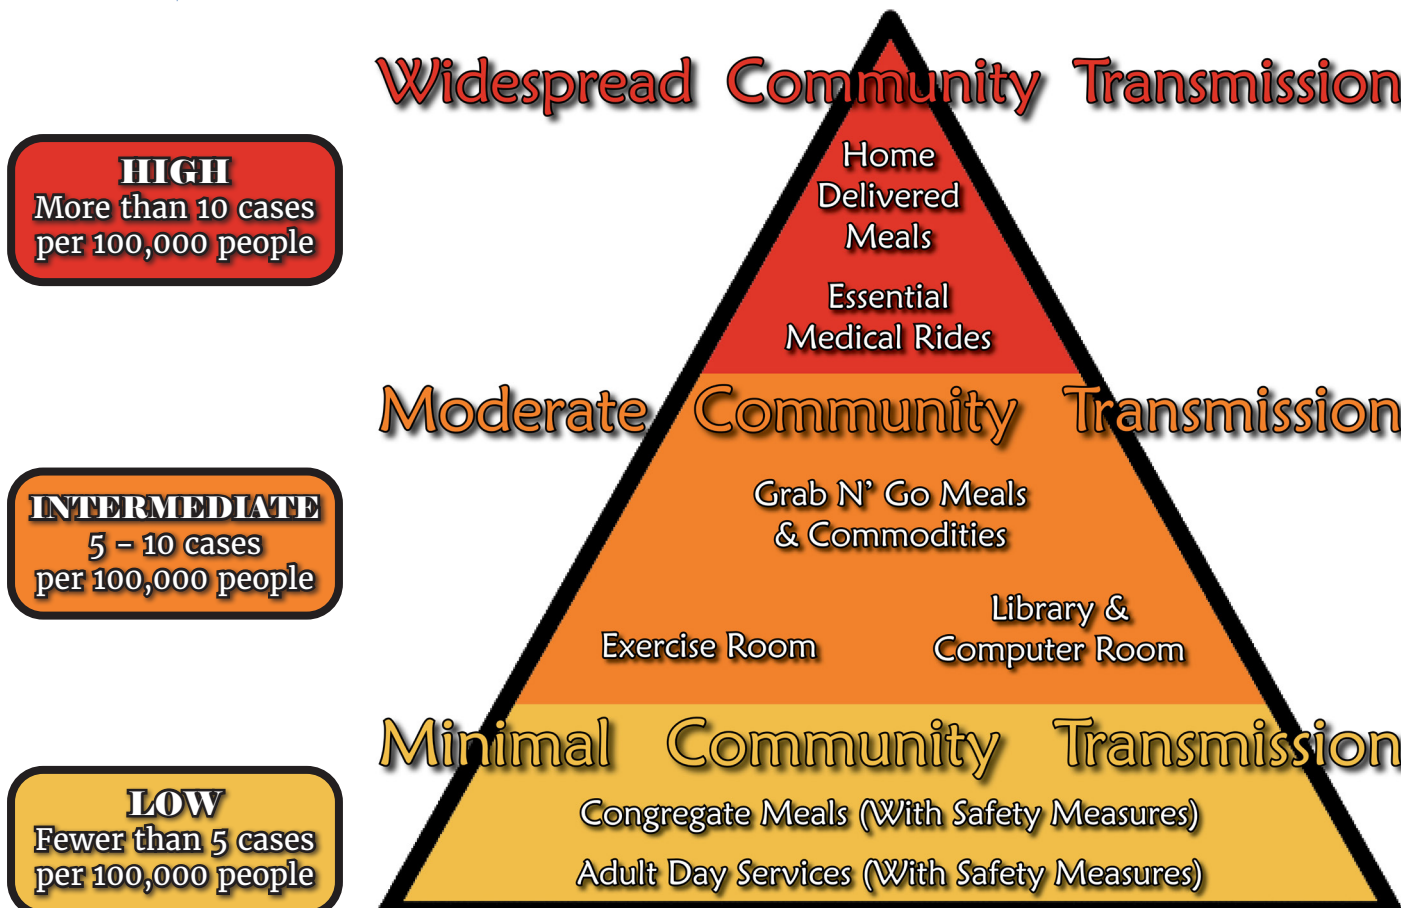 Widespread Community Transmission
HIGH
More than 10 cases
per 100,000 people
Home
Delivered
Meals
Essential
Medical Rides
Moderate Community Transmission
INTERMEDIATE
5 – 10 cases
per 100,000 people
Grab N' Go Meals
& Commodities
Exercise Room
Library &
Computer Room
Minimal Community Transmission
LOW
Fewer than 5 cases
per 100,000 people
Congregate Meals (With Safety Measures)
Adult Day Services (With Safety Measures)